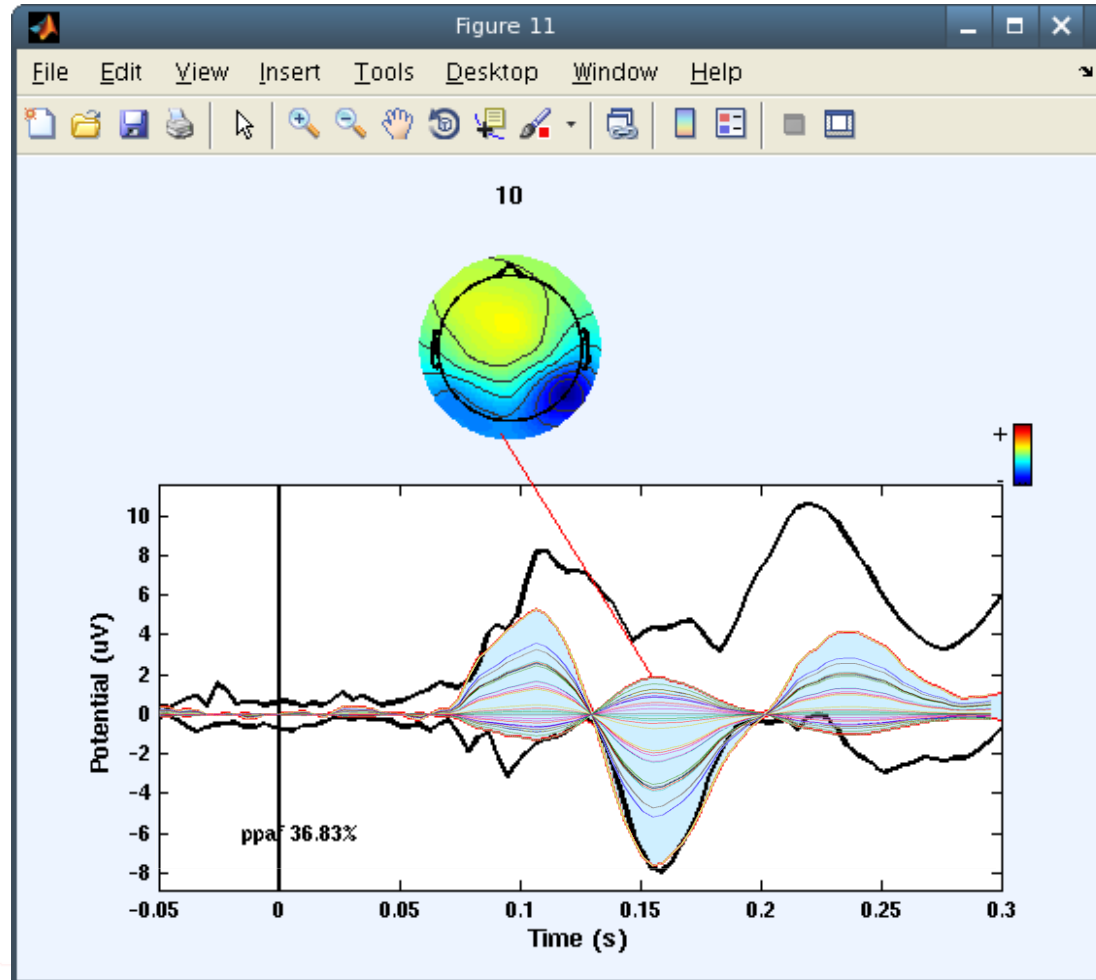 Figure 11
File Edit View Insert Tools Desktop Window Help
10
+
-
10
8
6
4
2
0
-2
-4
-6
-8
Potential (uV)
ppaf 36.83%
-0.05 0 0.05 0.1 0.15 0.2 0.25 0.3
Time (s)